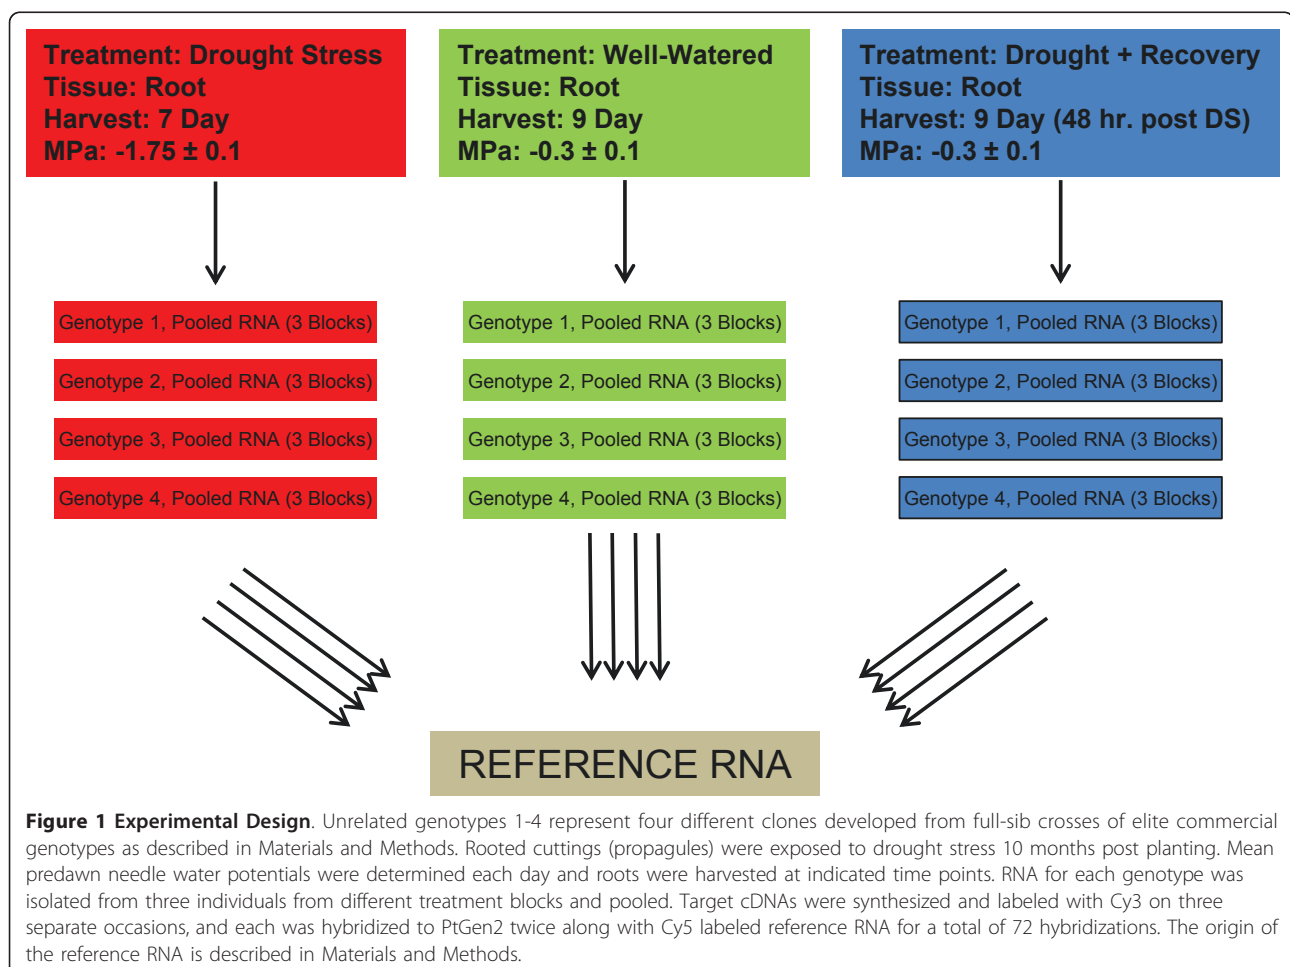 Treatment: Drought Stress
Tissue: Root
Harvest: 7 Day
MPa: -1.75 ± 0.1
Treatment: Well-Watered
Tissue: Root
Harvest: 9 Day
MPa: -0.3 ± 0.1
Treatment: Drought + Recovery
Tissue: Root
Harvest: 9 Day (48 hr. post DS)
MPa: -0.3 ± 0.1
Genotype 1, Pooled RNA (3 Blocks)
Genotype 2, Pooled RNA (3 Blocks)
Genotype 3, Pooled RNA (3 Blocks)
Genotype 4, Pooled RNA (3 Blocks)
Genotype 1, Pooled RNA (3 Blocks)
Genotype 2, Pooled RNA (3 Blocks)
Genotype 3, Pooled RNA (3 Blocks)
Genotype 4, Pooled RNA (3 Blocks)
Genotype 1, Pooled RNA (3 Blocks)
Genotype 2, Pooled RNA (3 Blocks)
Genotype 3, Pooled RNA (3 Blocks)
Genotype 4, Pooled RNA (3 Blocks)
REFERENCE RNA
Figure 1 Experimental Design. Unrelated genotypes 1-4 represent four different clones developed from full-sib crosses of elite commercial
genotypes as described in Materials and Methods. Rooted cuttings (propagules) were exposed to drought stress 10 months post planting. Mean
predawn needle water potentials were determined each day and roots were harvested at indicated time points. RNA for each genotype was
isolated from three individuals from different treatment blocks and pooled. Target cDNAs were synthesized and labeled with Cy3 on three
separate occasions, and each was hybridized to PtGen2 twice along with Cy5 labeled reference RNA for a total of 72 hybridizations. The origin of
the reference RNA is described in Materials and Methods.